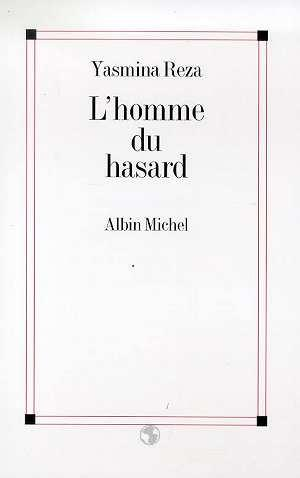 Yasmina Reza
L'homme
du
hasard
Albin Michel